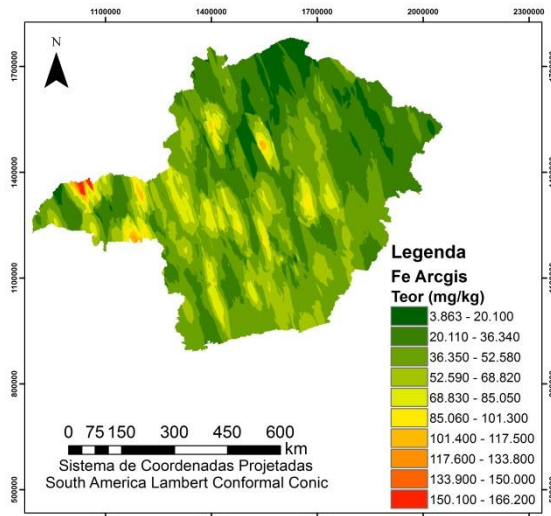 1100000 1400000 1700000 2000000 2300000
N
1700000
1400000
1100000
800000
500000
Legenda
Fe Arcgis
Teor (mg/kg)
3.863 - 20.100
20.110 - 36.340
36.350 - 52.580
52.590 - 68.820
68.830 - 85.050
85.060 - 101.300
101.400 - 117.500
117.600 - 133.800
133.900 - 150.000
150.100 - 166.200
0 75 150 300 450 600
km
Sistema de Coordenadas Projetadas
South America Lambert Conformal Conic